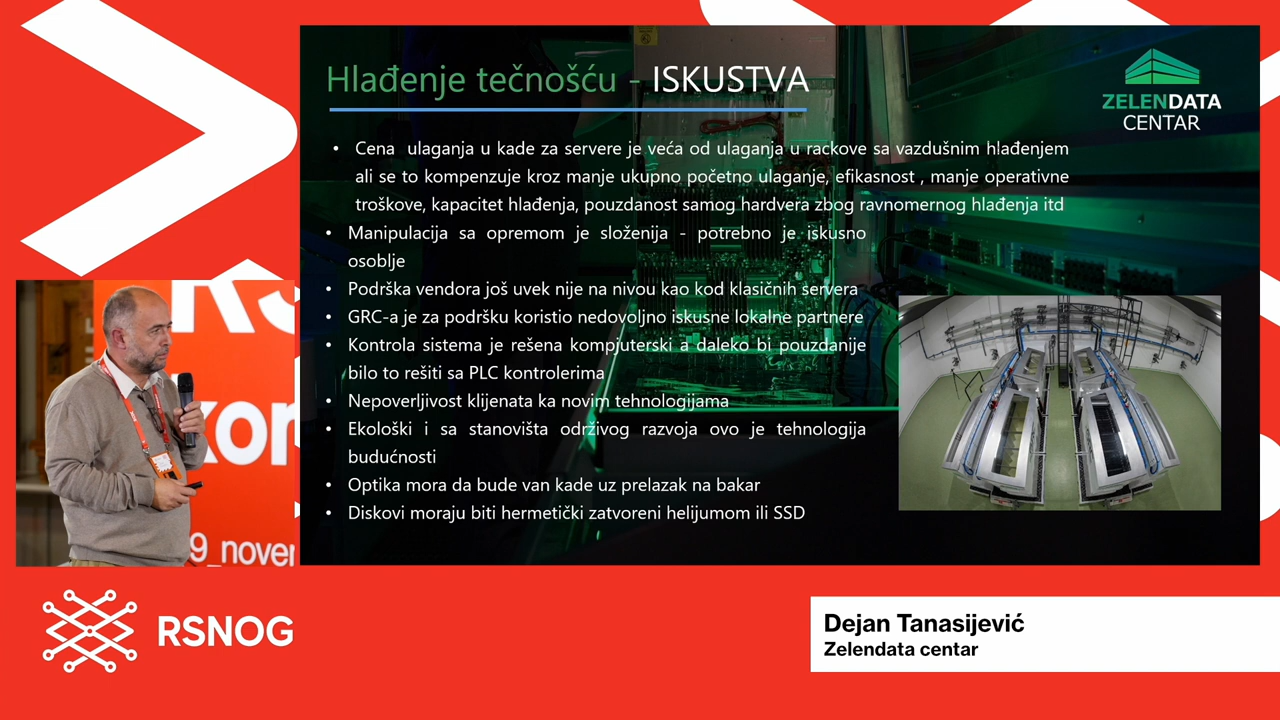 Hlađenje tečnošću - ISKUSTVA
ZELENDATA
CENTAR
• Cena ulaganja u kade za servere je veća od ulaganja u rackove sa vazdušnim hlađenjem
ali se to kompenzuje kroz manje ukupno početno ulaganje, efikasnost , manje operativne
troškove, kapacitet hlađenja, pouzdanost samog hardvera zbog ravnomernog hlađenja itd
• Manipulacija sa opremom je složenija - potrebno je iskusno
osoblje
• Podrška vendora još uvek nije na nivou kao kod klasičnih servera
• GRC-a je za podršku koristio nedovoljno iskusne lokalne partnere
• Kontrola sistema je rešena kompjuterski a daleko bi pouzdanije
bilo to rešiti sa PLC kontrolerima
• Nepoverljivost klijenata ka novim tehnologijama
• Ekološki i sa stanovišta održivog razvoja ovo je tehnologija
budućnosti
• Optika mora da bude van kade uz prelazak na bakar
• Diskovi moraju biti hermetički zatvoreni helijumom ili SSD
RS
kon
9_nover
RSNOG
Dejan Tanasijević
Zelendata centar